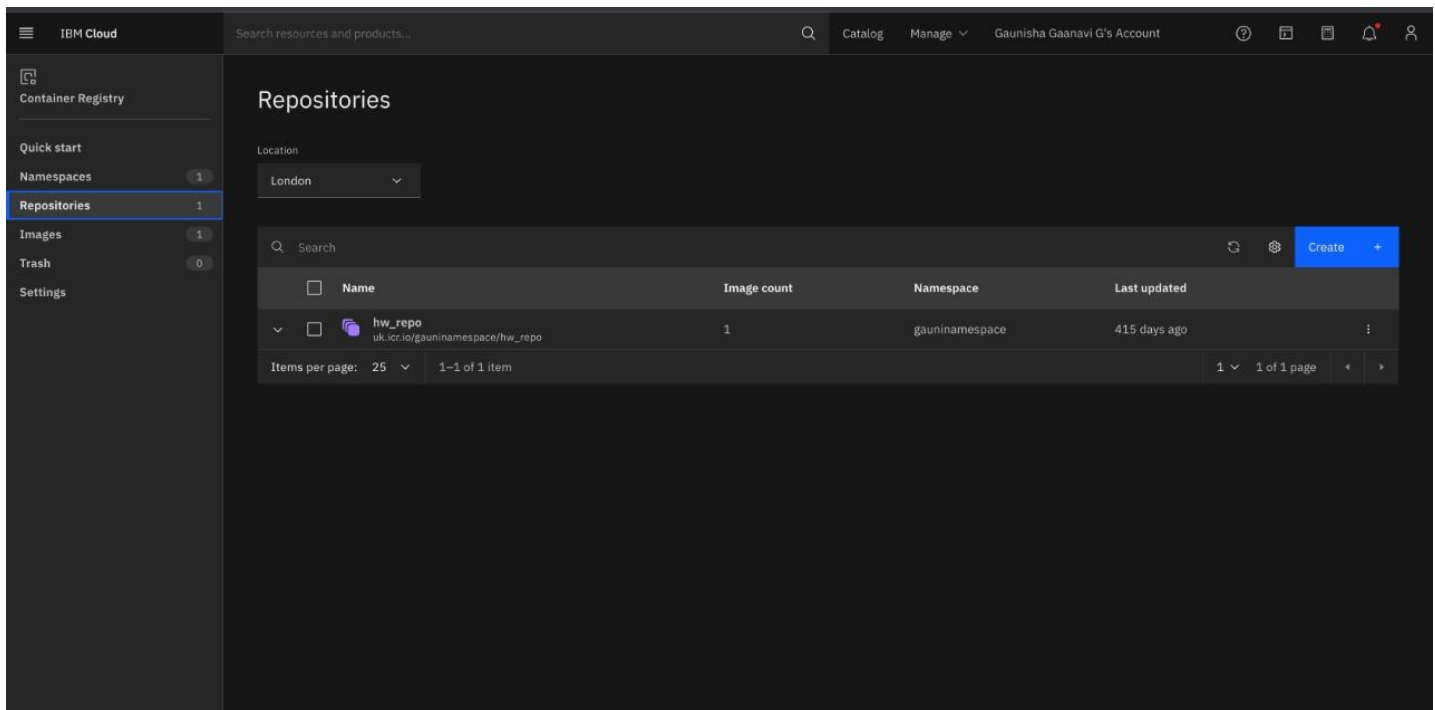 IBM Cloud
Search resources and products...
Catalog
Manage
Gaunisha Gaanavi G's Account
Container Registry
Quick start
Namespaces 1
Repositories 1
Images 1
Trash 0
Settings
Repositories
Location
London
Search
Create +
Name Image count Namespace Last updated
hw_repo 1 gauninamespace 415 days ago
uk.icr.io/gauninamespace/hw_repo
Items per page: 25 1–1 of 1 item 1 1 of 1 page